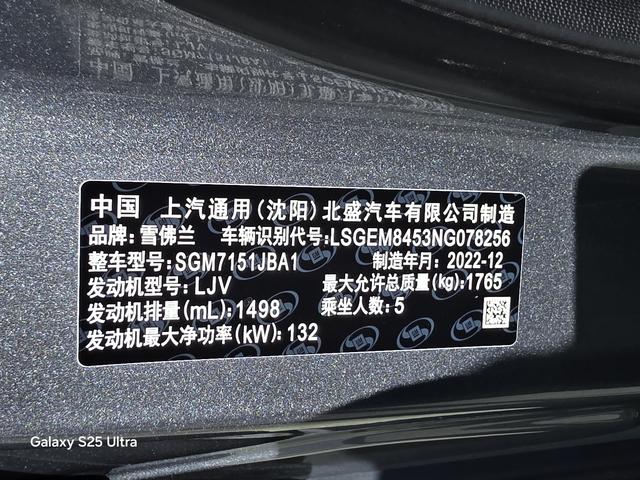 中国 上汽通用(沈阳)北盛汽车有限公司制造
品牌:雪佛兰 车辆识别代号:LSGEM8453NG078256
整车型号:SGM7151JBA1 制造年月:2022-12
发动机型号:LJV 最大允许总质量(kg):1765
发动机排量(mL):1498 乘坐人数:5
发动机最大净功率(kW):132
Galaxy S25 Ultra